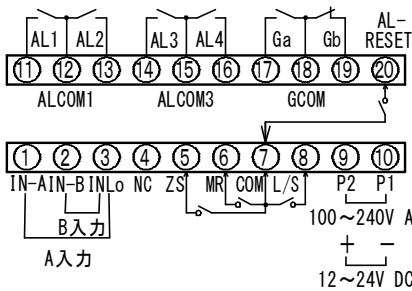 AL1 AL2 AL3 AL4 Ga Gb AL-
RESET
11 12 13 14 15 16 17 18 19 20
ALCOM1 ALCOM3 GCOM
1 2 3 4 5 6 7 8 9 10
IN-A IN-B INLo NC ZS MR COM L/S P2 P1
B入力
A入力
100～240V A
+ −
12～24V DC